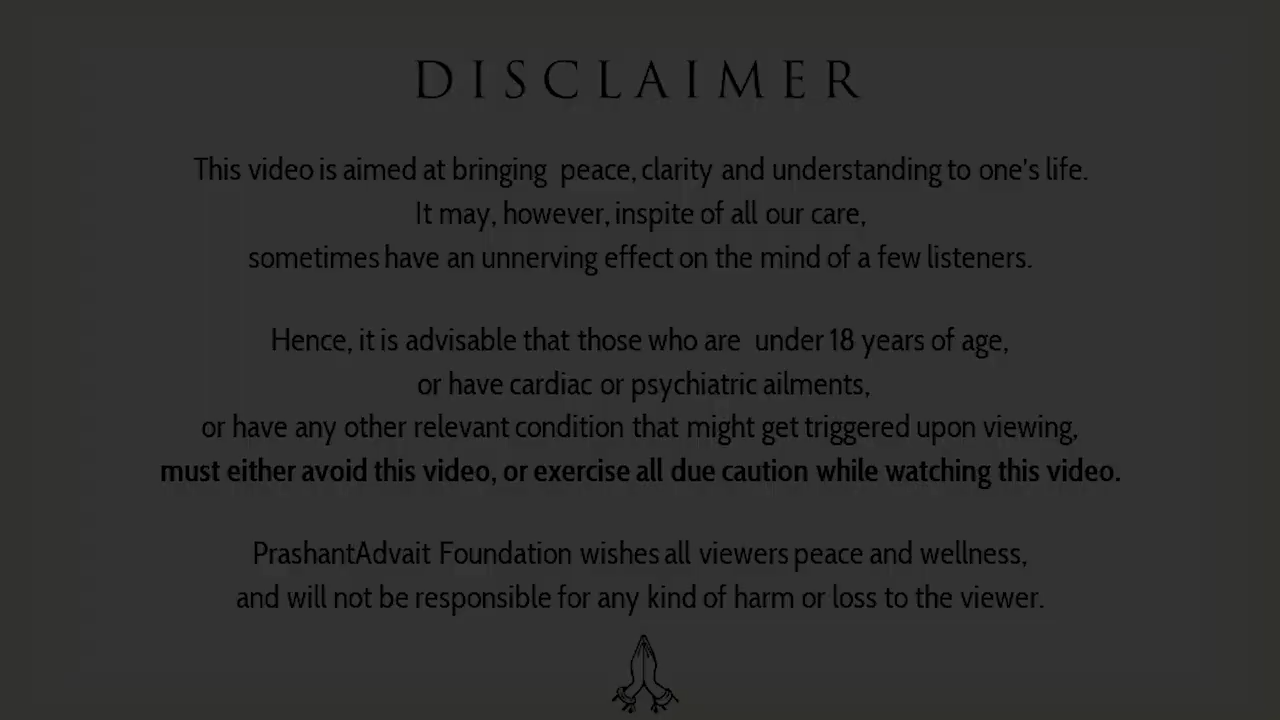 DISCLAIMER
This video is aimed at bringing peace, clarity and understanding to one's life.
It may, however, inspite of all our care,
sometimes have an unnerving effect on the mind of a few listeners.
Hence, it is advisable that those who are under 18 years of age,
or have cardiac or psychiatric ailments,
or have any other relevant condition that might get triggered upon viewing,
must either avoid this video, or exercise all due caution while watching this video.
PrashantAdvait Foundation wishes all viewers peace and wellness,
and will not be responsible for any kind of harm or loss to the viewer.